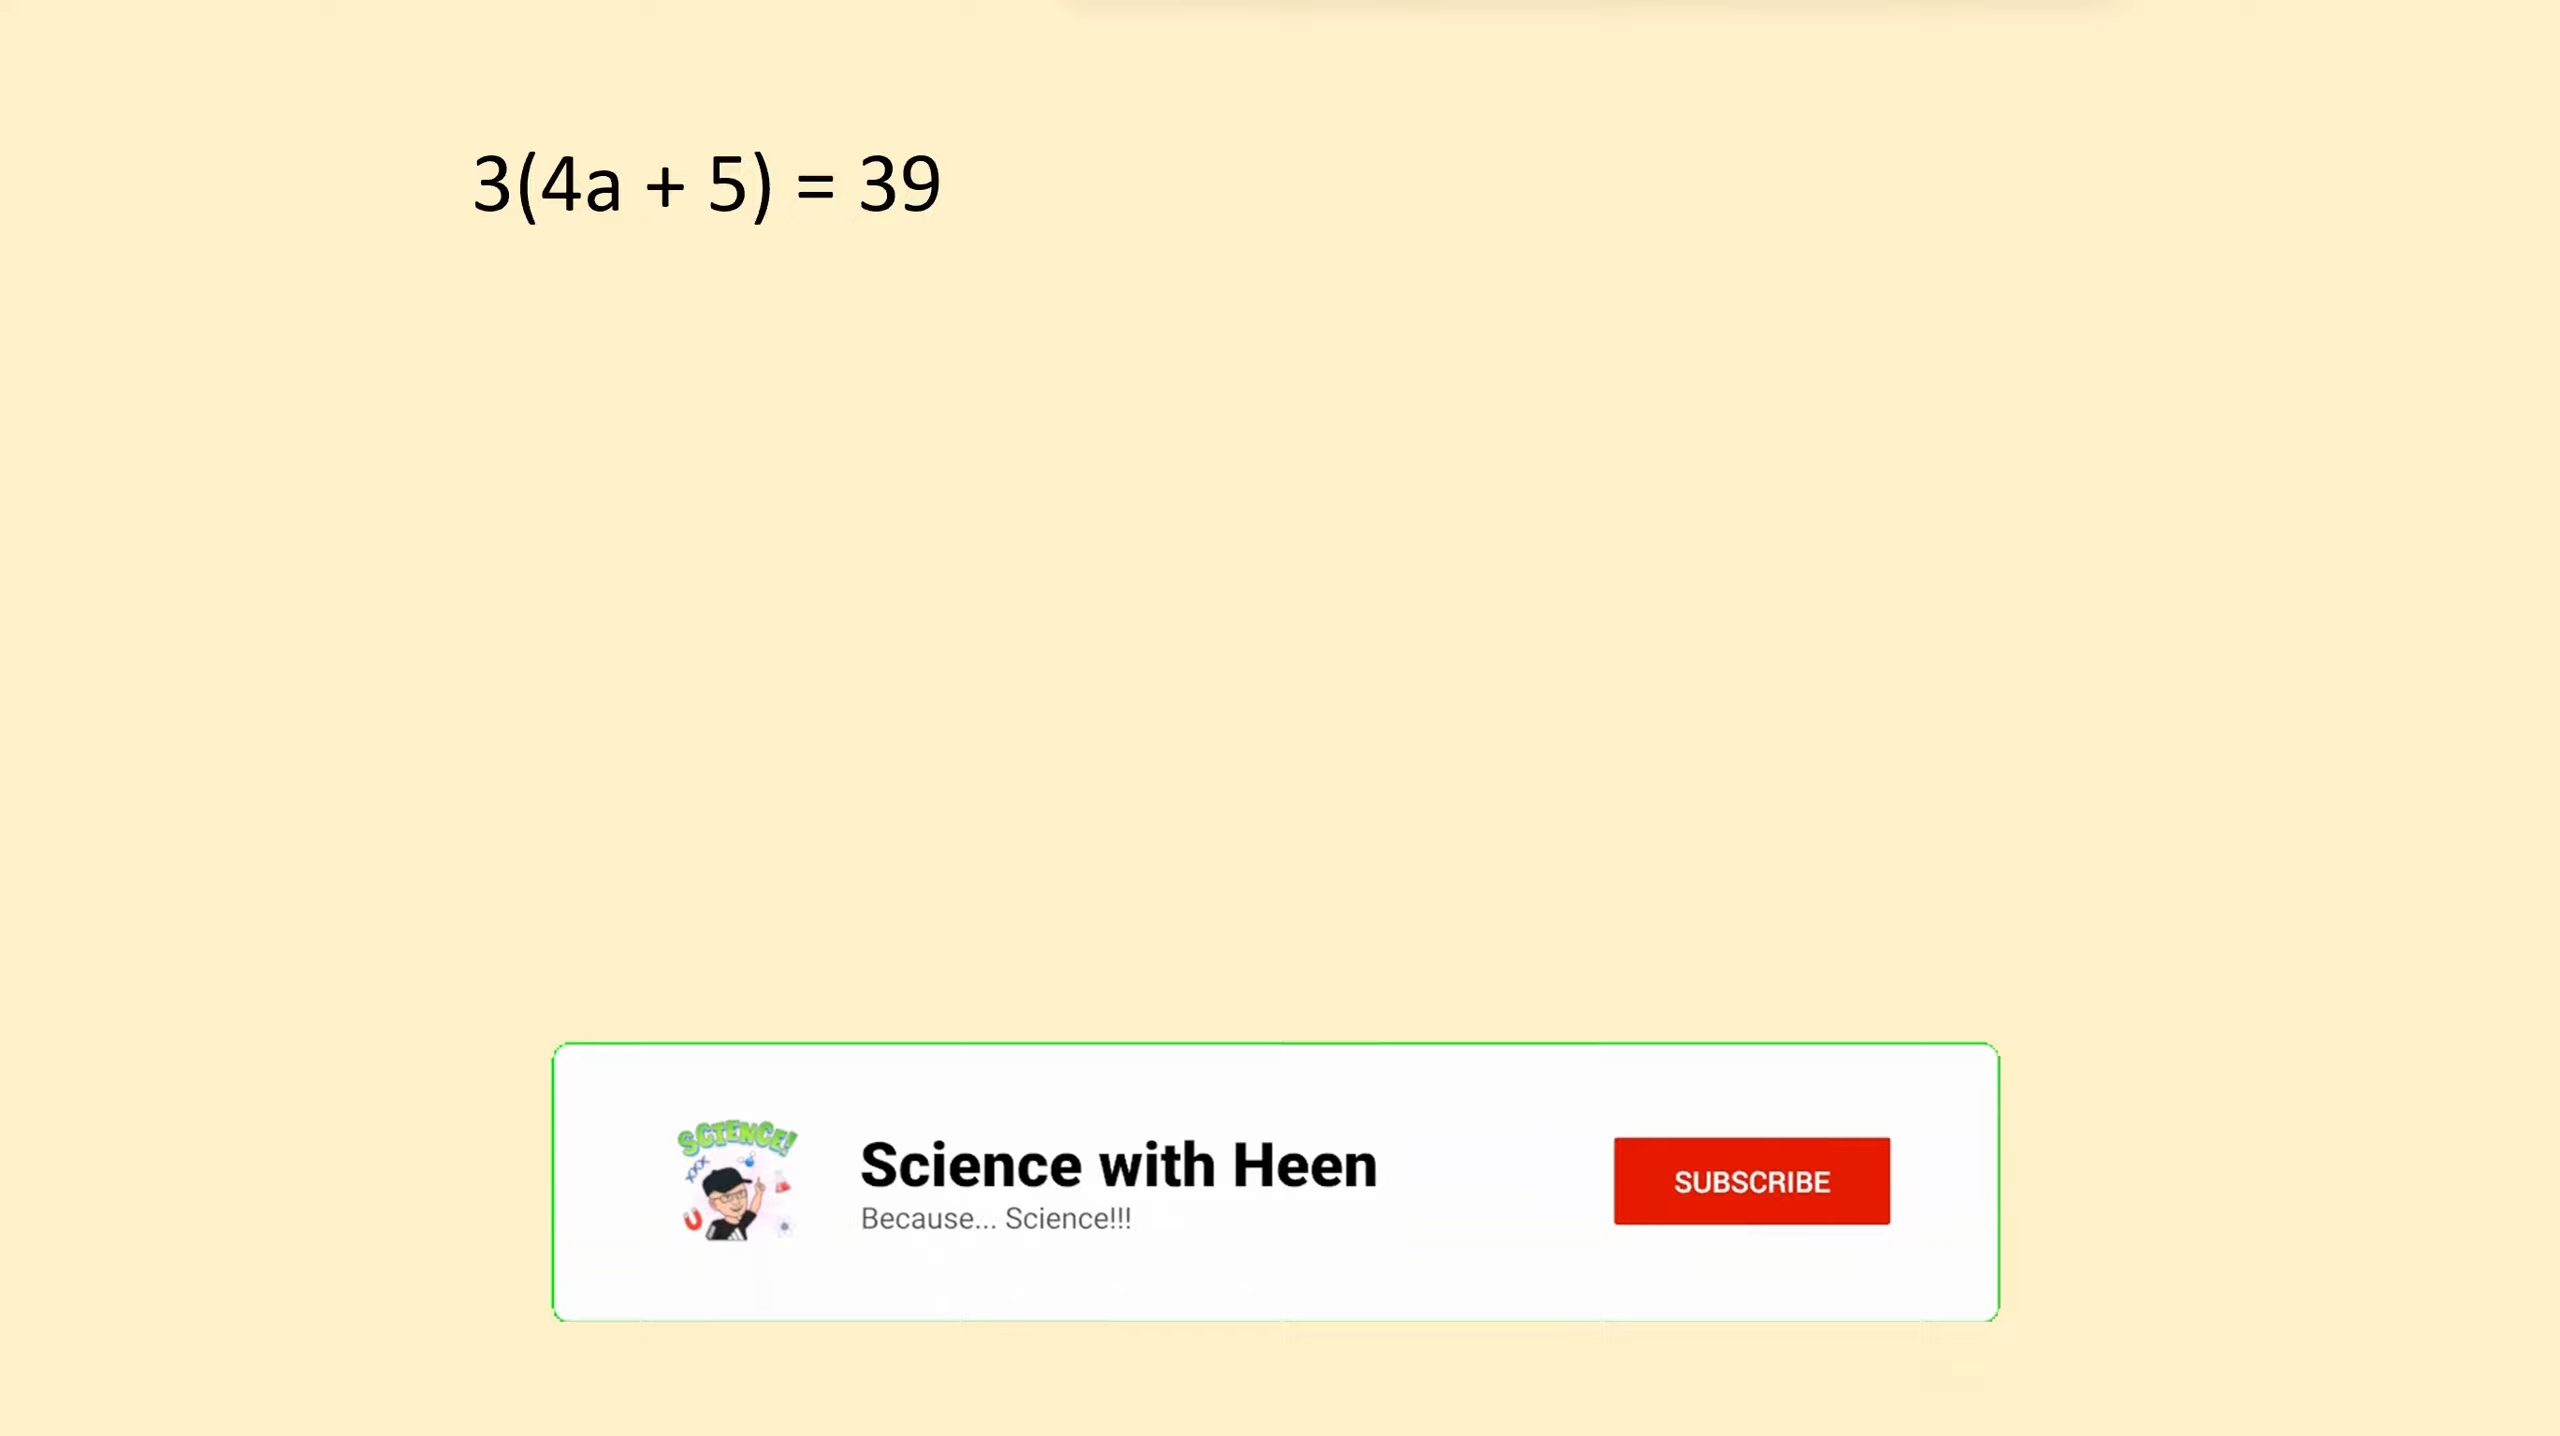 3(4a + 5) = 39
SCIENCE!
Science with Heen
Because... Science!!!
SUBSCRIBE